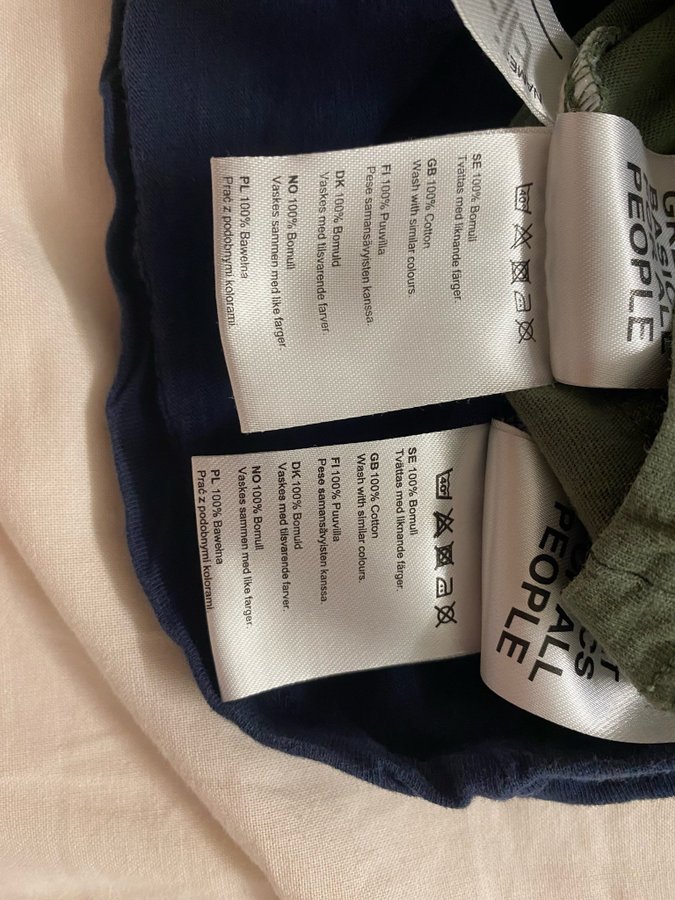 NAME
BASIC
PEOPLE
40°
SE 100% Bomull
Tvättas med liknande färger.
GB 100% Cotton
Wash with similar colours.
FI 100% Puuvilla
Pese samansävyisten kanssa
DK 100% Bomuld
Vaskes med tilsvarende farver.
NO 100% Bomull
Vaskes sammen med like farger.
PL 100% Bawełna
Prać z podobnymi kolorami.
ALL
PEOPLE
40°
SE 100% Bomull
Tvättas med liknande färger.
GB 100% Cotton
Wash with similar colours.
FI 100% Puuvilla
Pese samansävyisten kanssa.
DK 100% Bomuld
Vaskes med tilsvarende farver.
NO 100% Bomull
Vaskes sammen med like farger.
PL 100% Bawełna
Prać z podobnymi kolorami